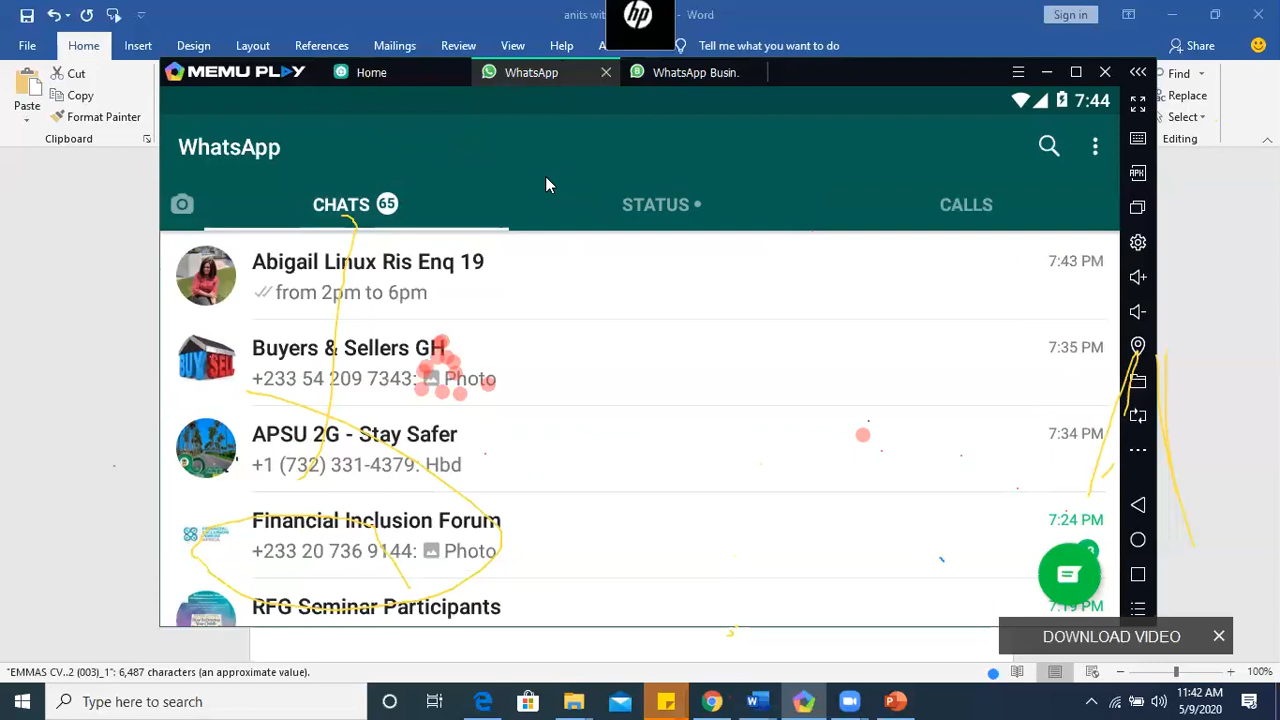 anits w - Word
Sign in
hp
File Home Insert Design Layout References Mailings Review View Help Tell me what you want to do Share
Paste
Cut
Copy
Format Painter
Clipboard
Find
Replace
Select
Editing
MEMU PLAY Home WhatsApp WhatsApp Busin.
7:44
WhatsApp
CHATS 65 STATUS CALLS
Abigail Linux Ris Enq 19 7:43 PM
from 2pm to 6pm
Buyers & Sellers GH 7:35 PM
+233 54 209 7343: Photo
APSU 2G - Stay Safer 7:34 PM
+1 (732) 331-4379: Hbd
Financial Inclusion Forum 7:24 PM
+233 20 736 9144: Photo
RFG Seminar Participants 7:19 PM
DOWNLOAD VIDEO
"EMMAS CV..2 (003)_1": 6,487 characters (an approximate value). 100%
Type here to search
11:42 AM
5/9/2020